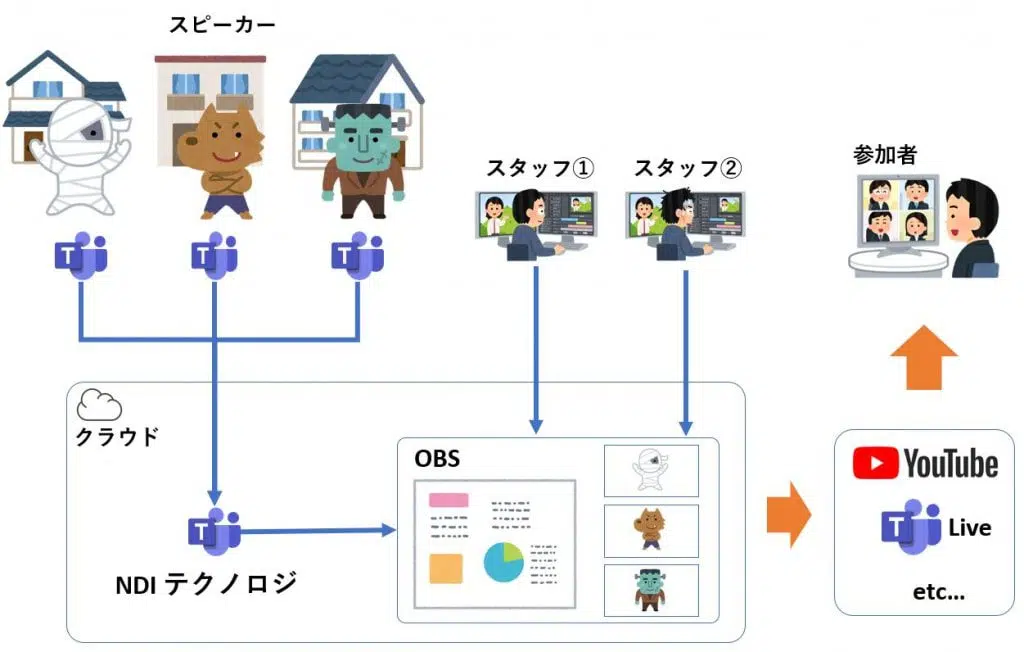 スピーカー
スタッフ①
スタッフ②
参加者
T
T
T
クラウド
OBS
T
NDI テクノロジ
YouTube
T Live
etc...